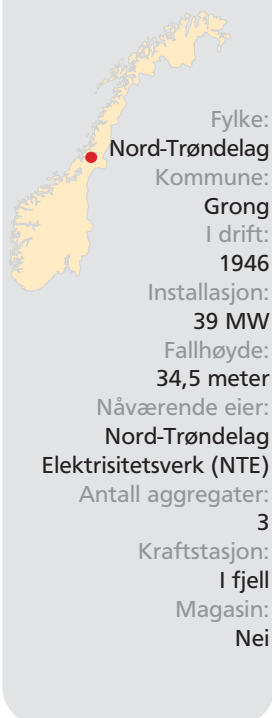 Fylke:
Nord-Trøndelag
Kommune:
Grong
I drift:
1946
Installasjon:
39 MW
Fallhøyde:
34,5 meter
Nåværende eier:
Nord-Trøndelag
Elektrisitetsverk (NTE)
Antall aggregater:
3
Kraftstasjon:
I fjell
Magasin:
Nei